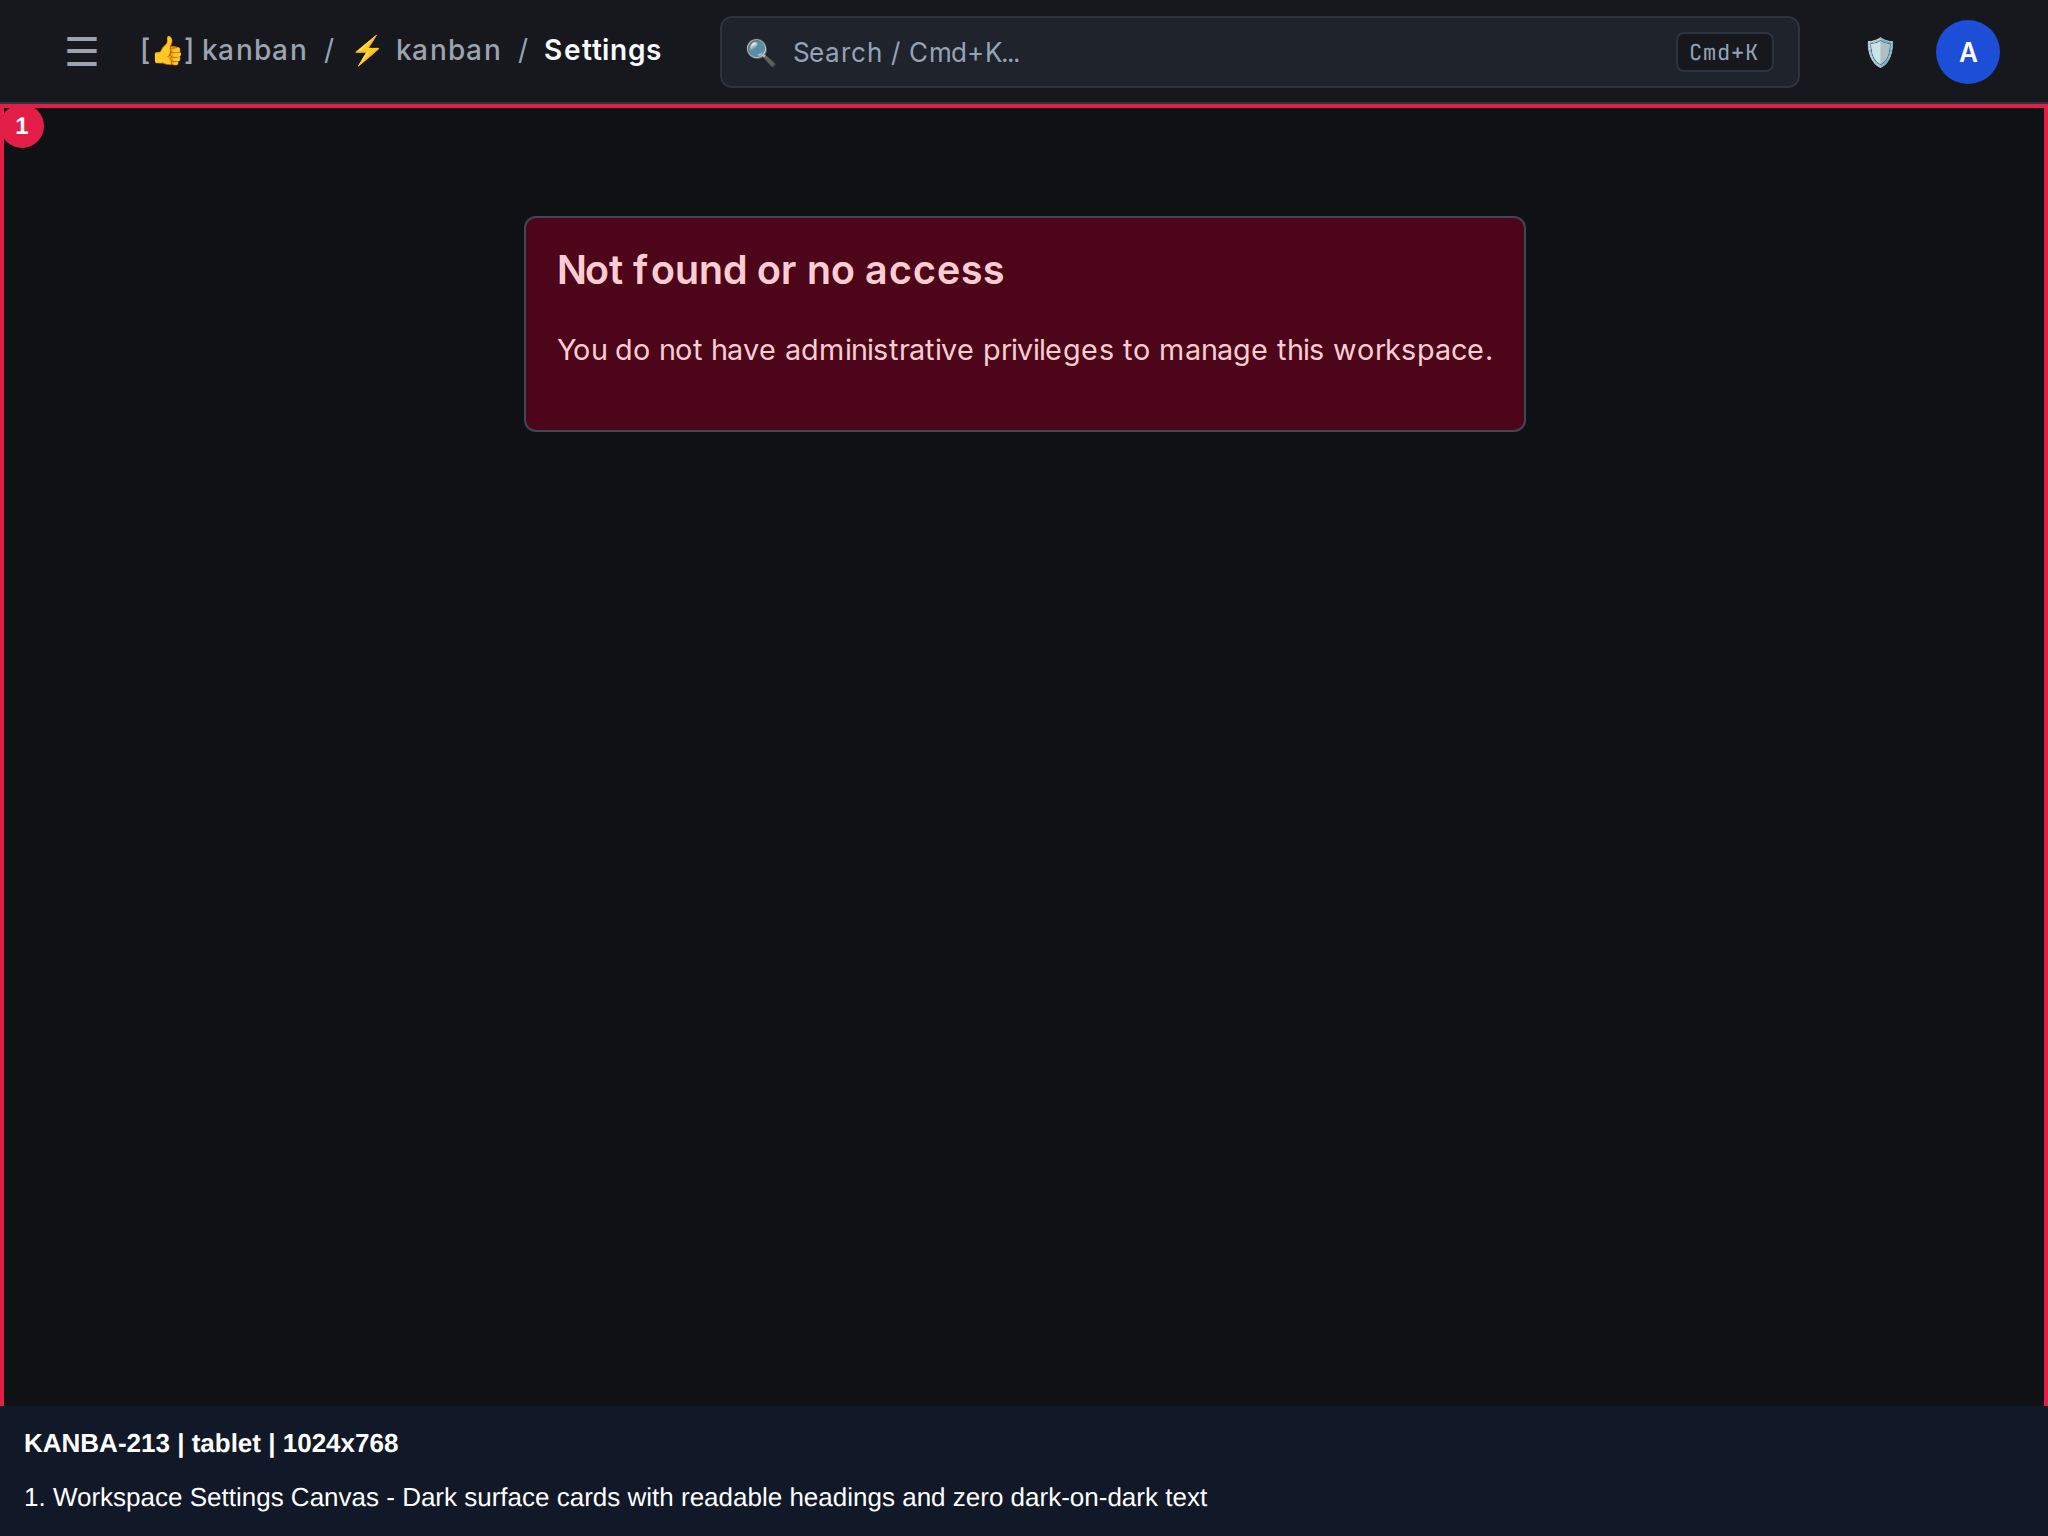 ☰ [👍] kanban / ⚡ kanban / Settings
🔍 Search / Cmd+K... Cmd+K
🛡️ A
1
Not found or no access
You do not have administrative privileges to manage this workspace.
KANBA-213 | tablet | 1024x768
1. Workspace Settings Canvas - Dark surface cards with readable headings and zero dark-on-dark text